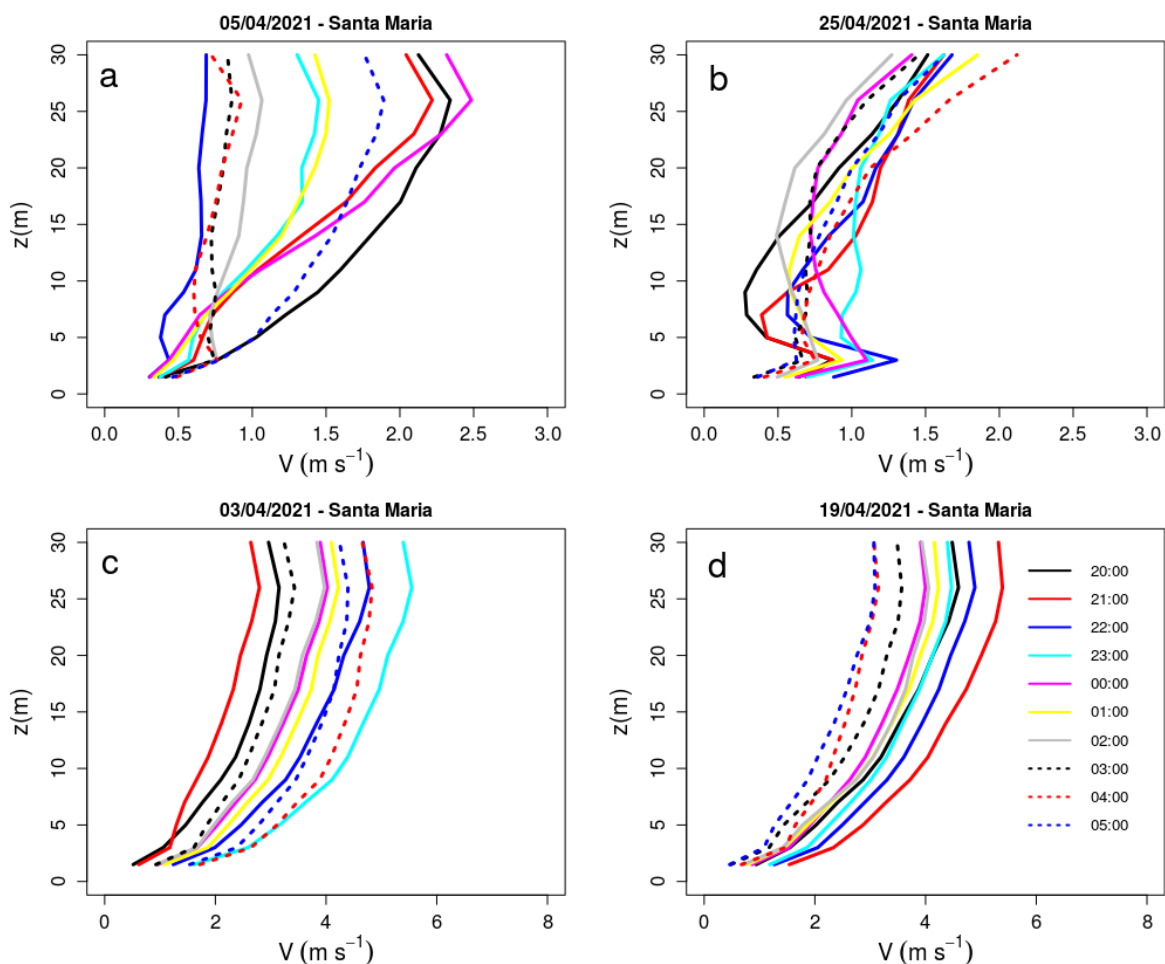 05/04/2021 - Santa Maria
a
z(m)
30
25
20
15
10
5
0
0.0 0.5 1.0 1.5 2.0 2.5 3.0
V (m s⁻¹)
25/04/2021 - Santa Maria
b
z(m)
30
25
20
15
10
5
0
0.0 0.5 1.0 1.5 2.0 2.5 3.0
V (m s⁻¹)
03/04/2021 - Santa Maria
c
z(m)
30
25
20
15
10
5
0
0 2 4 6 8
V (m s⁻¹)
19/04/2021 - Santa Maria
d
z(m)
30
25
20
15
10
5
0
0 2 4 6 8
V (m s⁻¹)
20:00
21:00
22:00
23:00
00:00
01:00
02:00
03:00
04:00
05:00